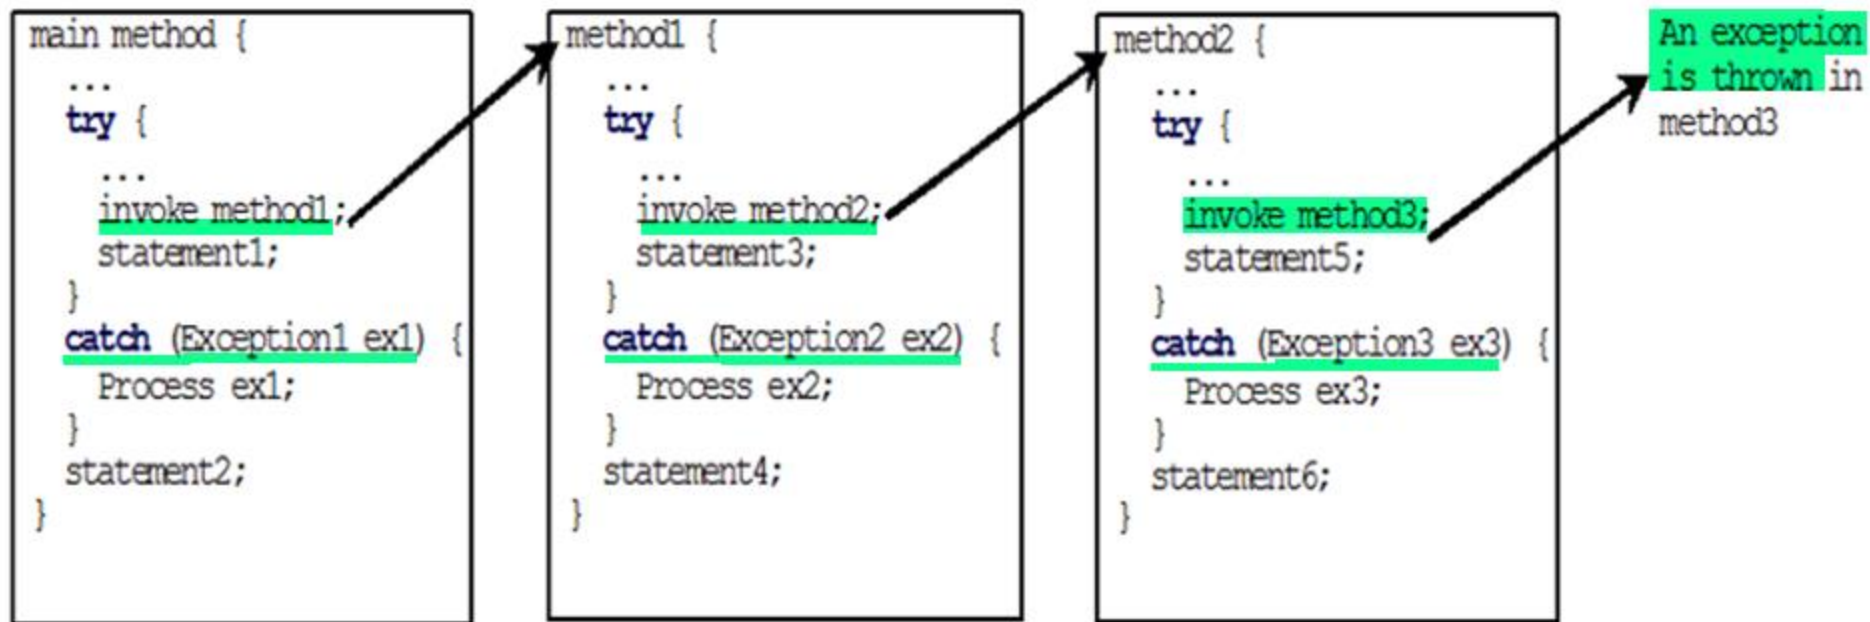 main method {
...
try {
...
invoke method1;
statement1;
}
catch (Exception1 ex1) {
Process ex1;
}
statement2;
}
method1 {
...
try {
...
invoke method2;
statement3;
}
catch (Exception2 ex2) {
Process ex2;
}
statement4;
}
method2 {
...
try {
...
invoke method3;
statement5;
}
catch (Exception3 ex3) {
Process ex3;
}
statement6;
}
An exception
is thrown in
method3